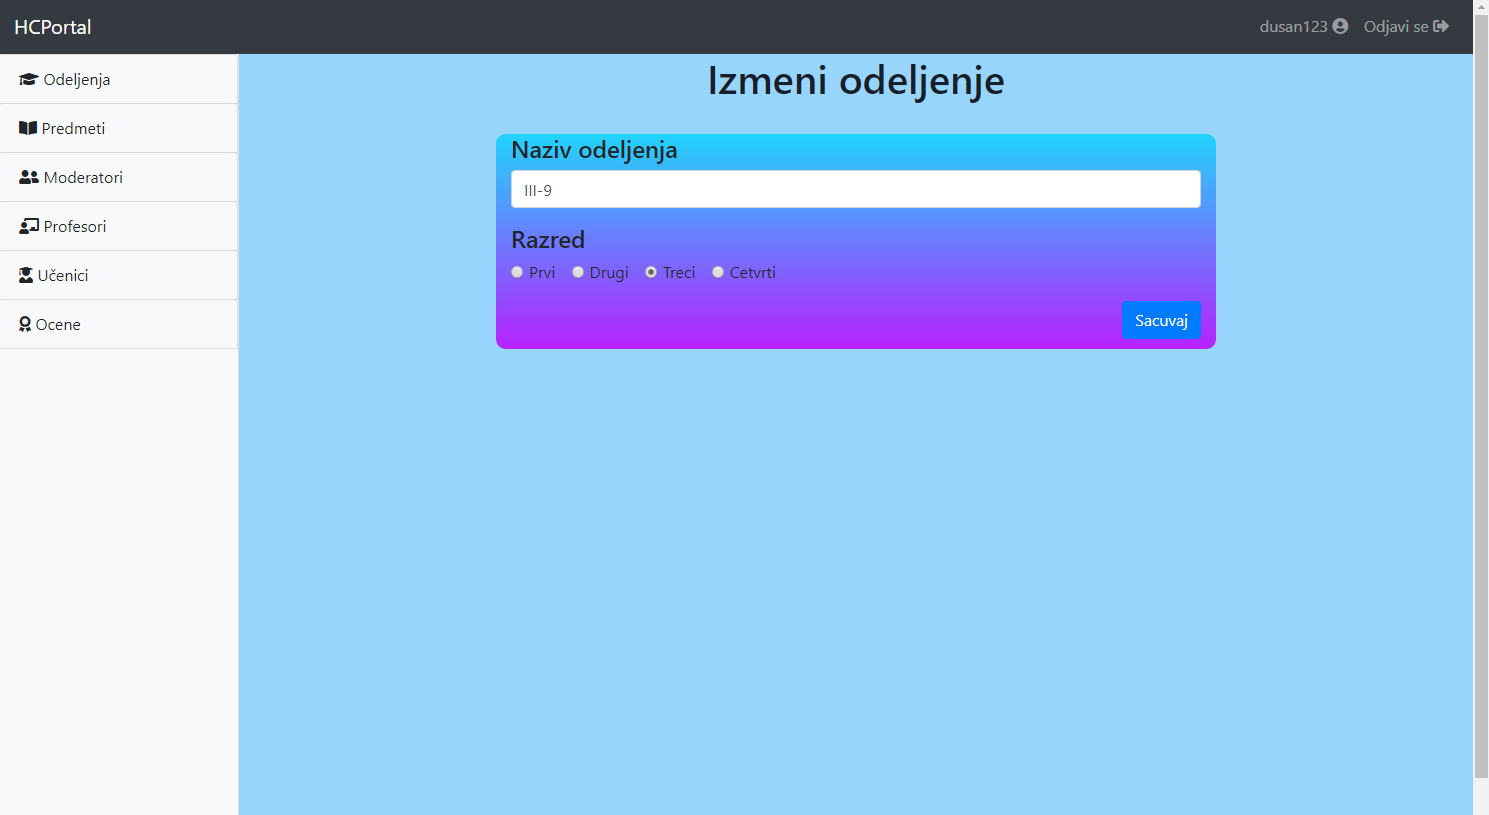 HCPortal
dusan123 Odjavi se
Odeljenja
Predmeti
Moderatori
Profesori
Učenici
Ocene
Izmeni odeljenje
Naziv odeljenja
III-9
Razred
Prvi Drugi Treci Cetvrti
Sacuvaj